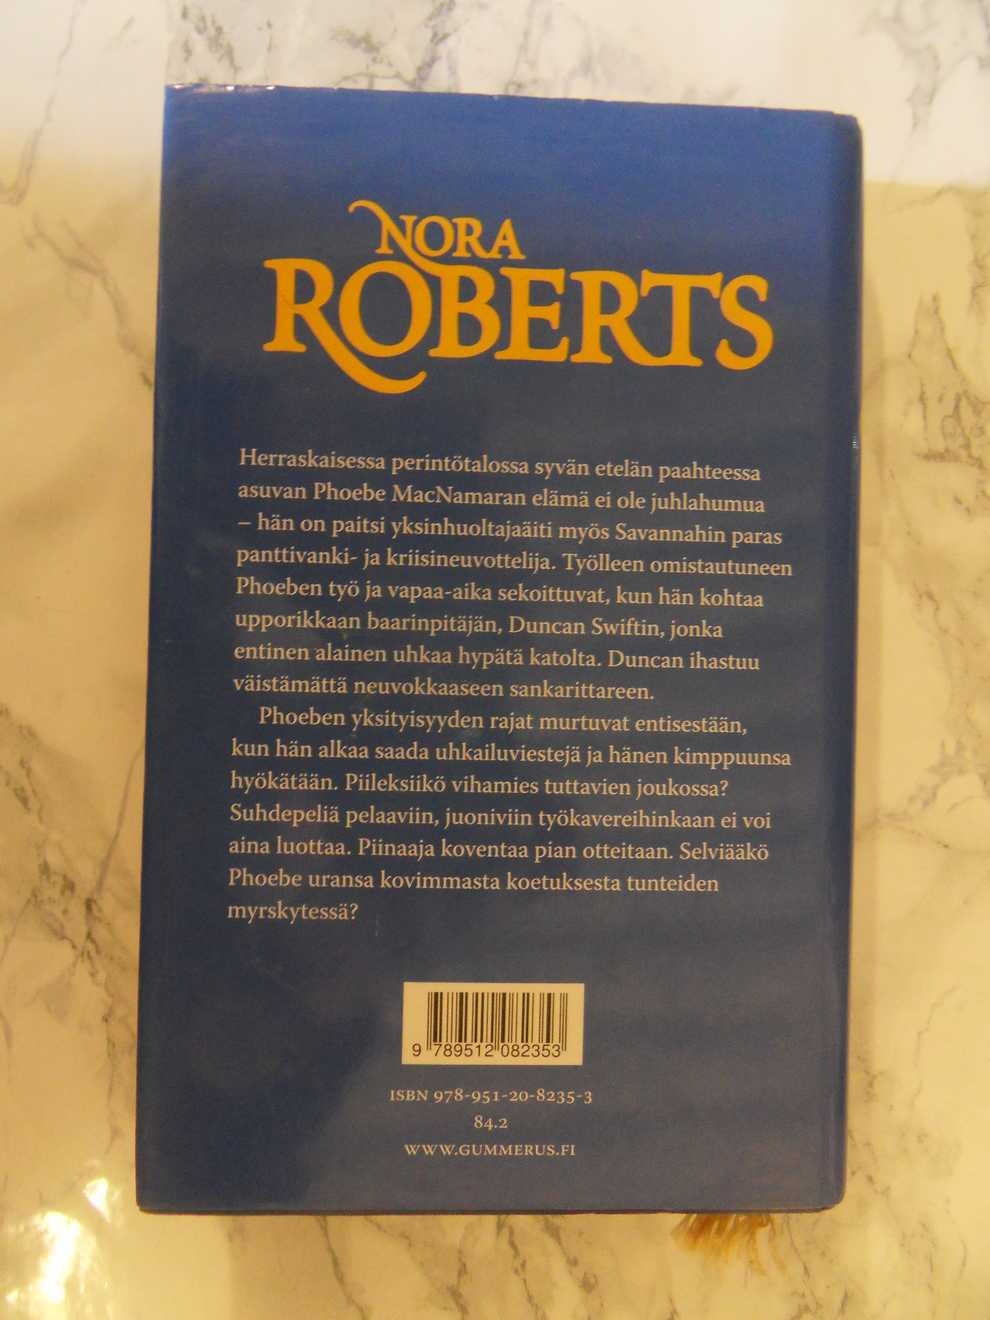 NORA
ROBERTS
Herraskaisessa perintötalossa syvän etelän paahteessa
asuvan Phoebe MacNamaran elämä ei ole juhlahumua
– hän on paitsi yksinhuoltajaäiti myös Savannahin paras
panttivanki- ja kriisineuvottelija. Työlleen omistautuneen
Phoeben työ ja vapaa-aika sekoittuvat, kun hän kohtaa
upporikkaan baarinpitäjän, Duncan Swiftin, jonka
entinen alainen uhkaa hypätä katolta. Duncan ihastuu
väistämättä neuvokkaaseen sankarittareen.
Phoeben yksityisyyden rajat murtuvat entisestään,
kun hän alkaa saada uhkailuviestejä ja hänen kimppuunsa
hyökätään. Piileksiikö vihamies tuttavien joukossa?
Suhdepeliä pelaaviin, juoniviin työkavereihinkaan ei voi
aina luottaa. Piinaaja koventaa pian otteitaan. Selviääkö
Phoebe uransa kovimmasta koetuksesta tunteiden
myrskytessä?
9 789512 082353
ISBN 978-951-20-8235-3
84.2
WWW.GUMMERUS.FI